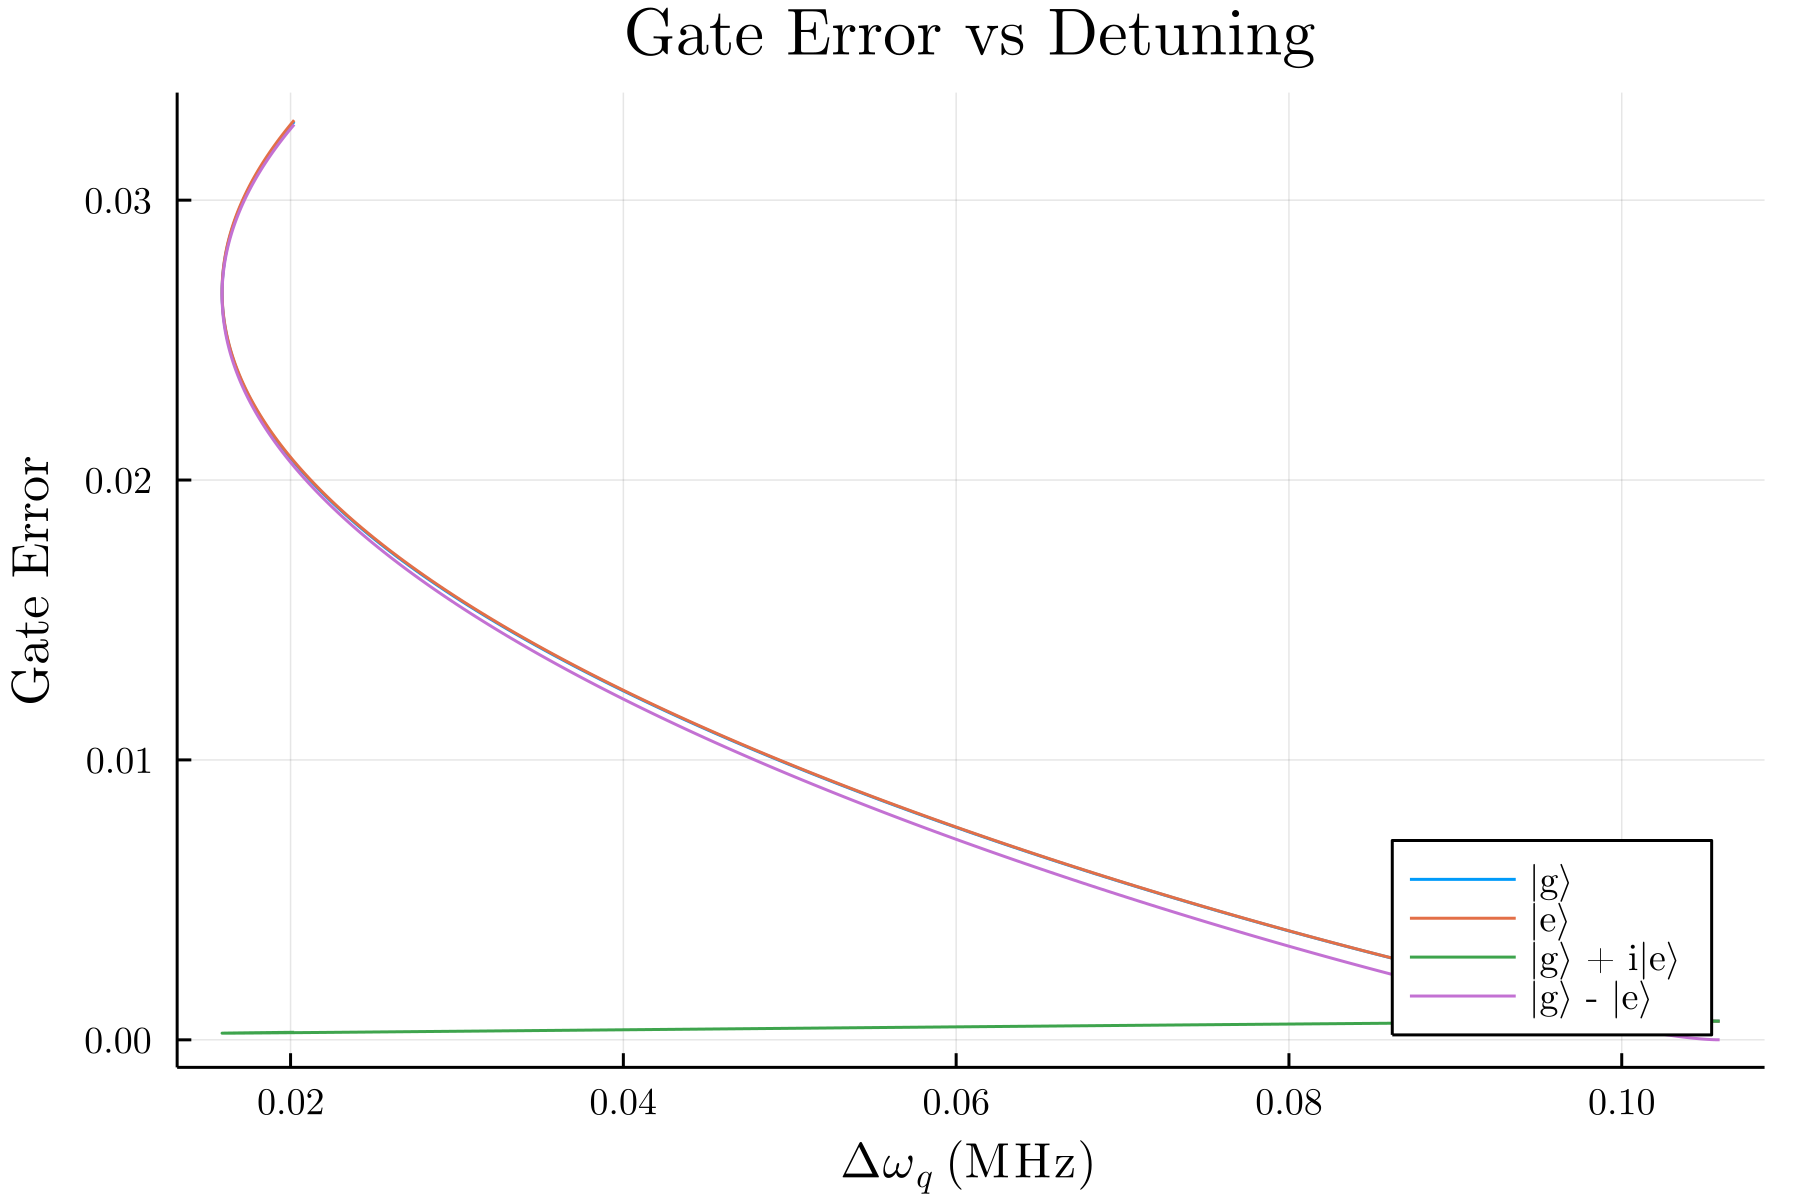 Gate Error vs Detuning
Gate Error
0.03
0.02
0.01
0.00
0.02
0.04
0.06
0.08
0.10
Δω_q (MHz)
|g⟩
|e⟩
|g⟩ + i|e⟩
|g⟩ - |e⟩